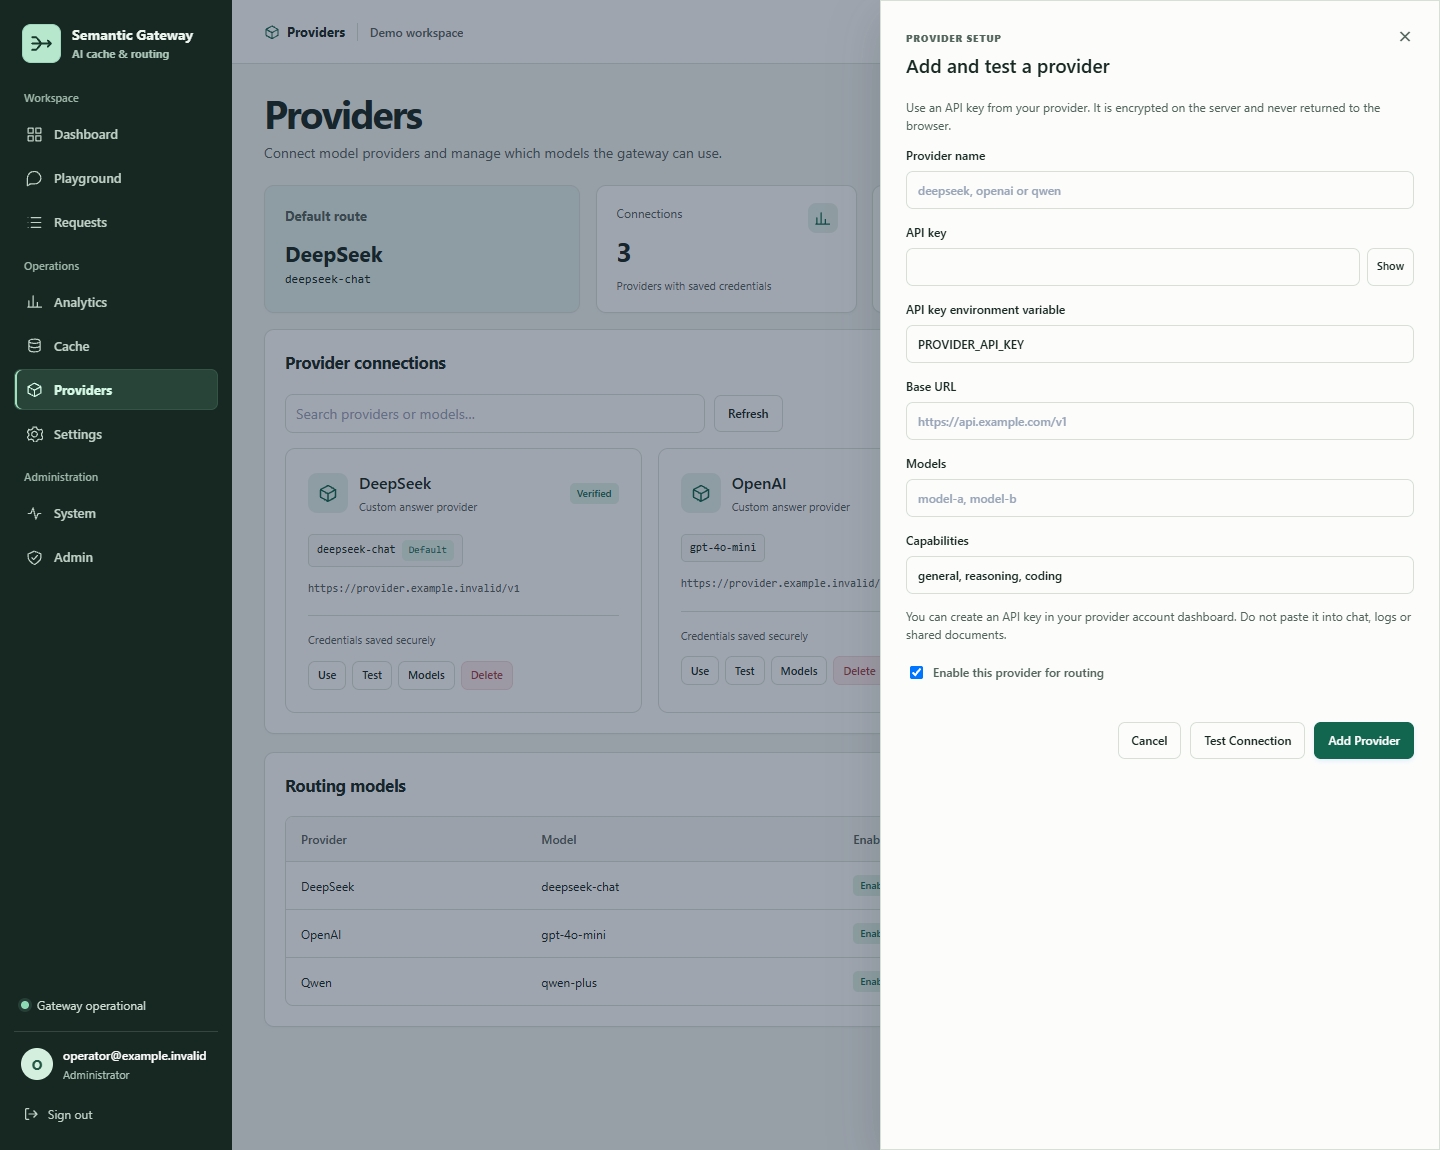 Semantic Gateway
AI cache & routing
Workspace
Dashboard
Playground
Requests
Operations
Analytics
Cache
Providers
Settings
Administration
System
Admin
Gateway operational
O
operator@example.invalid
Administrator
Sign out
Providers
Demo workspace
Providers
Connect model providers and manage which models the gateway can use.
Default route
DeepSeek
deepseek-chat
Connections
3
Providers with saved credentials
Provider connections
Search providers or models...
Refresh
DeepSeek
Custom answer provider
Verified
deepseek-chat Default
https://provider.example.invalid/v1
Credentials saved securely
Use
Test
Models
Delete
OpenAI
Custom answer provider
gpt-4o-mini
https://provider.example.invalid/
Credentials saved securely
Use
Test
Models
Delete
Routing models
Provider Model Enab
DeepSeek deepseek-chat Enab
OpenAI gpt-4o-mini Enab
Qwen qwen-plus Enab
PROVIDER SETUP
Add and test a provider
Use an API key from your provider. It is encrypted on the server and never returned to the
browser.
Provider name
deepseek, openai or qwen
API key
Show
API key environment variable
PROVIDER_API_KEY
Base URL
https://api.example.com/v1
Models
model-a, model-b
Capabilities
general, reasoning, coding
You can create an API key in your provider account dashboard. Do not paste it into chat, logs or
shared documents.
Enable this provider for routing
Cancel
Test Connection
Add Provider